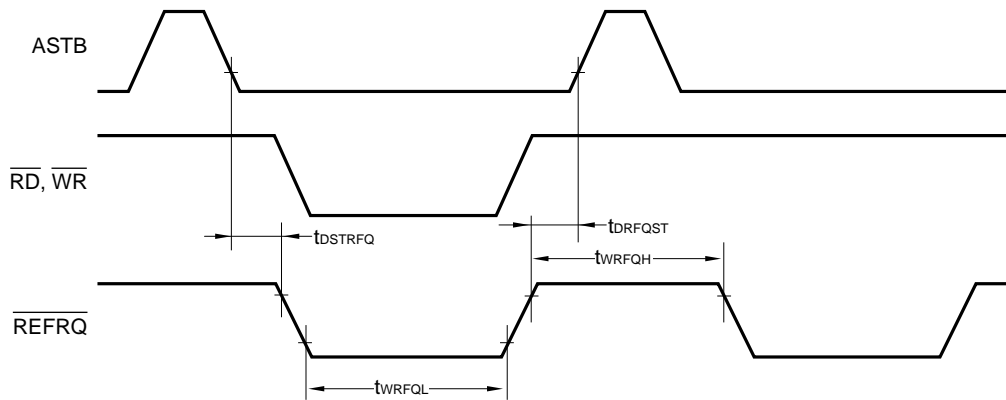 ASTB
RD, WR
tDSTRFQ
tDRFQST
tWRFQH
REFRQ
tWRFQL